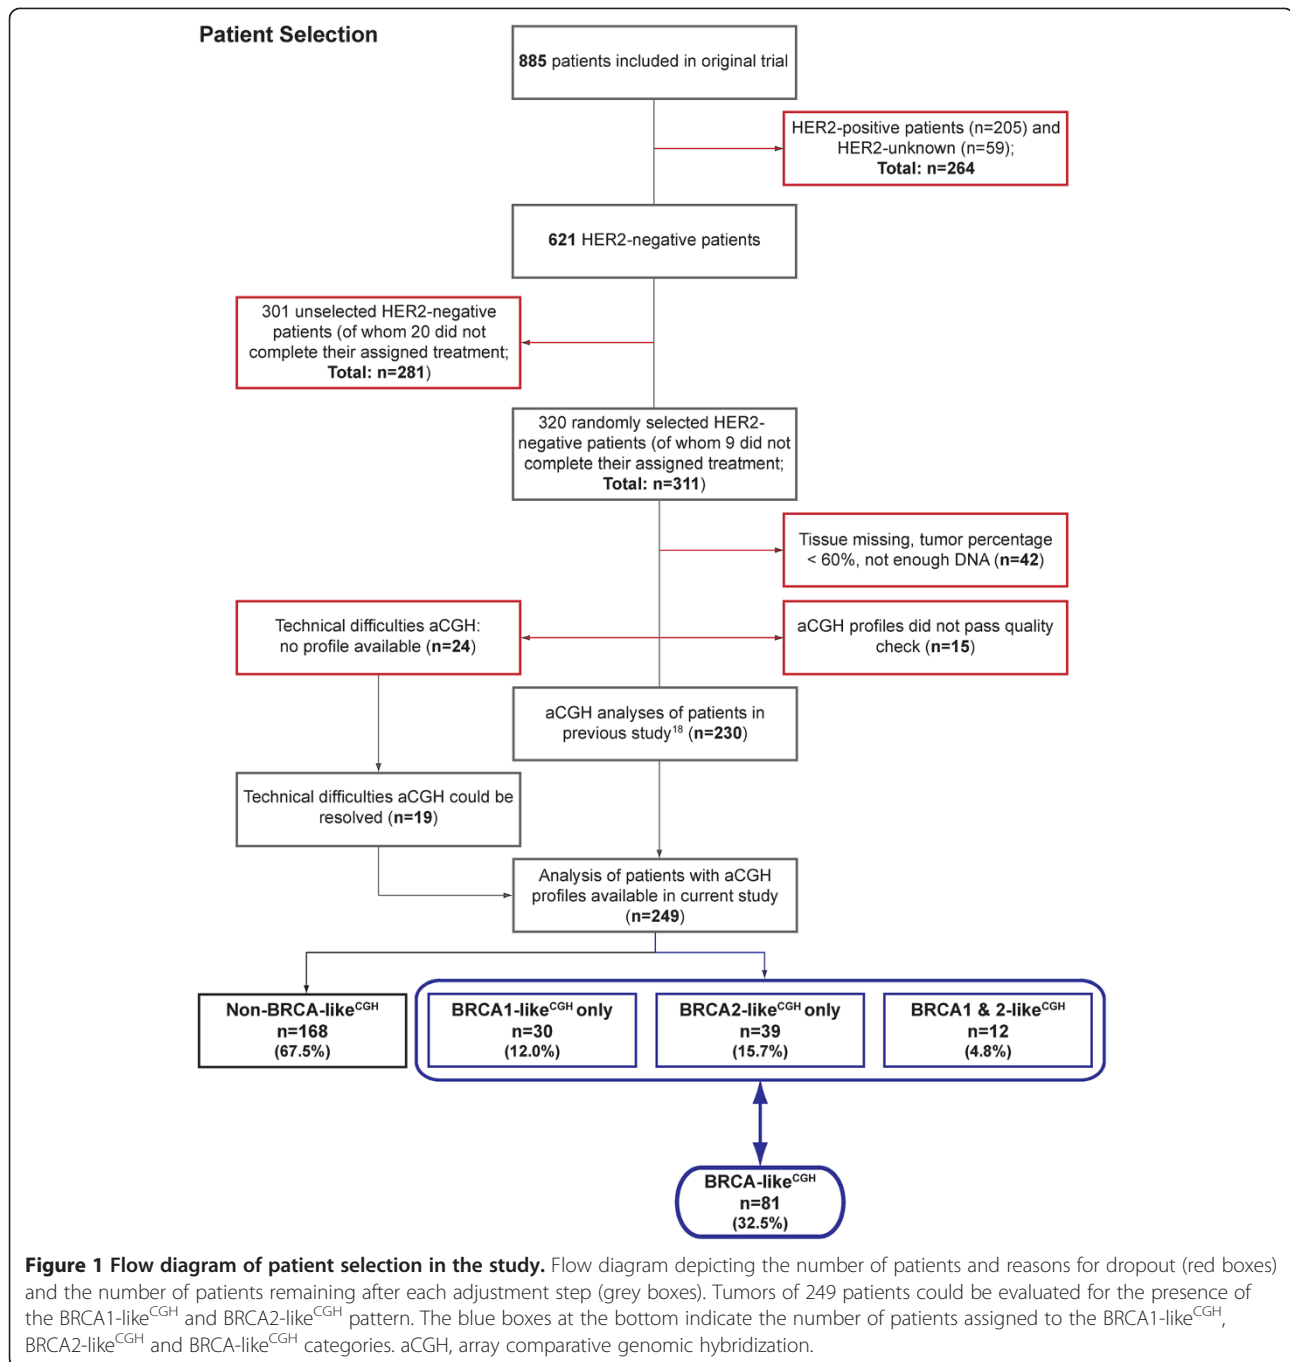 Patient Selection
885 patients included in original trial
HER2-positive patients (n=205) and
HER2-unknown (n=59);
Total: n=264
621 HER2-negative patients
301 unselected HER2-negative
patients (of whom 20 did not
complete their assigned treatment;
Total: n=281)
320 randomly selected HER2-
negative patients (of whom 9 did not
complete their assigned treatment;
Total: n=311)
Tissue missing, tumor percentage
< 60%, not enough DNA (n=42)
Technical difficulties aCGH:
no profile available (n=24)
aCGH profiles did not pass quality
check (n=15)
aCGH analyses of patients in
previous study18 (n=230)
Technical difficulties aCGH could be
resolved (n=19)
Analysis of patients with aCGH
profiles available in current study
(n=249)
Non-BRCA-likeCGH
n=168
(67.5%)
BRCA1-likeCGH only
n=30
(12.0%)
BRCA2-likeCGH only
n=39
(15.7%)
BRCA1 & 2-likeCGH
n=12
(4.8%)
BRCA-likeCGH
n=81
(32.5%)
Figure 1 Flow diagram of patient selection in the study. Flow diagram depicting the number of patients and reasons for dropout (red boxes)
and the number of patients remaining after each adjustment step (grey boxes). Tumors of 249 patients could be evaluated for the presence of
the BRCA1-likeCGH and BRCA2-likeCGH pattern. The blue boxes at the bottom indicate the number of patients assigned to the BRCA1-likeCGH,
BRCA2-likeCGH and BRCA-likeCGH categories. aCGH, array comparative genomic hybridization.